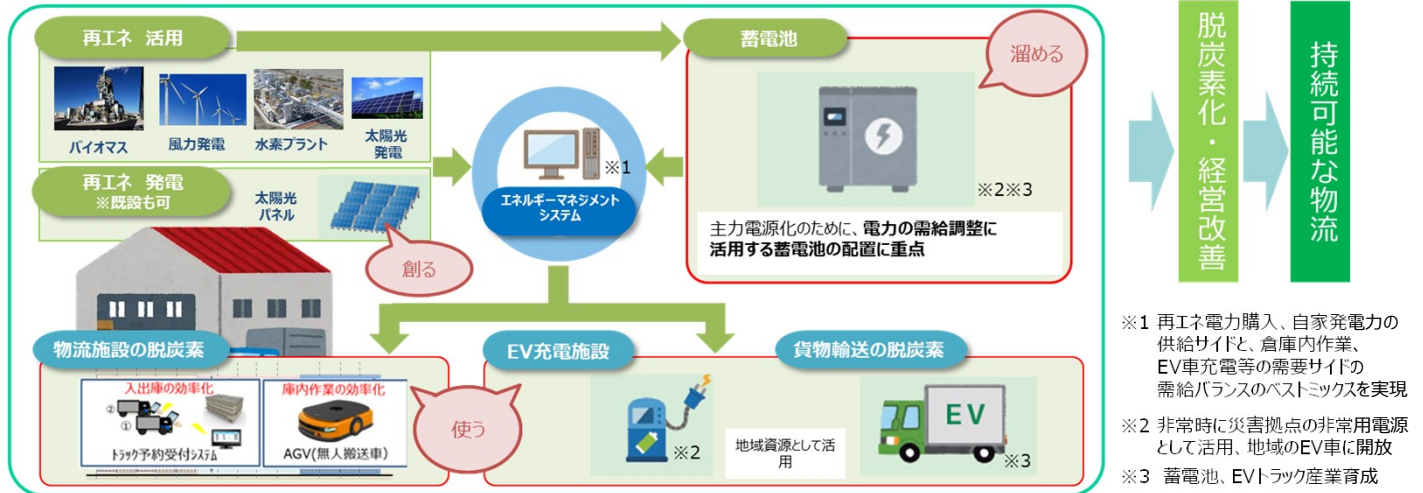 再エネ 活用
バイオマス
風力発電
水素プラント
太陽光
発電
再エネ 発電
※既設も可
太陽光
パネル
創る
※1
エネルギーマネジメント
システム
蓄電池
溜める
※2※3
主力電源化のために、電力の需給調整に
活用する蓄電池の配置に重点
物流施設の脱炭素
入出庫の効率化
②
①
トラック予約受付システム
庫内作業の効率化
AGV(無人搬送車)
使う
EV充電施設
※2
地域資源として活
用
貨物輸送の脱炭素
EV
※3
脱炭素化・経営改善
持続可能な物流
※1 再エネ電力購入、自家発電力の
供給サイドと、倉庫内作業、
EV車充電等の需要サイドの
需給バランスのベストミックスを実現
※2 非常時に災害拠点の非常用電源
として活用、地域のEV車に開放
※3 蓄電池、EVトラック産業育成